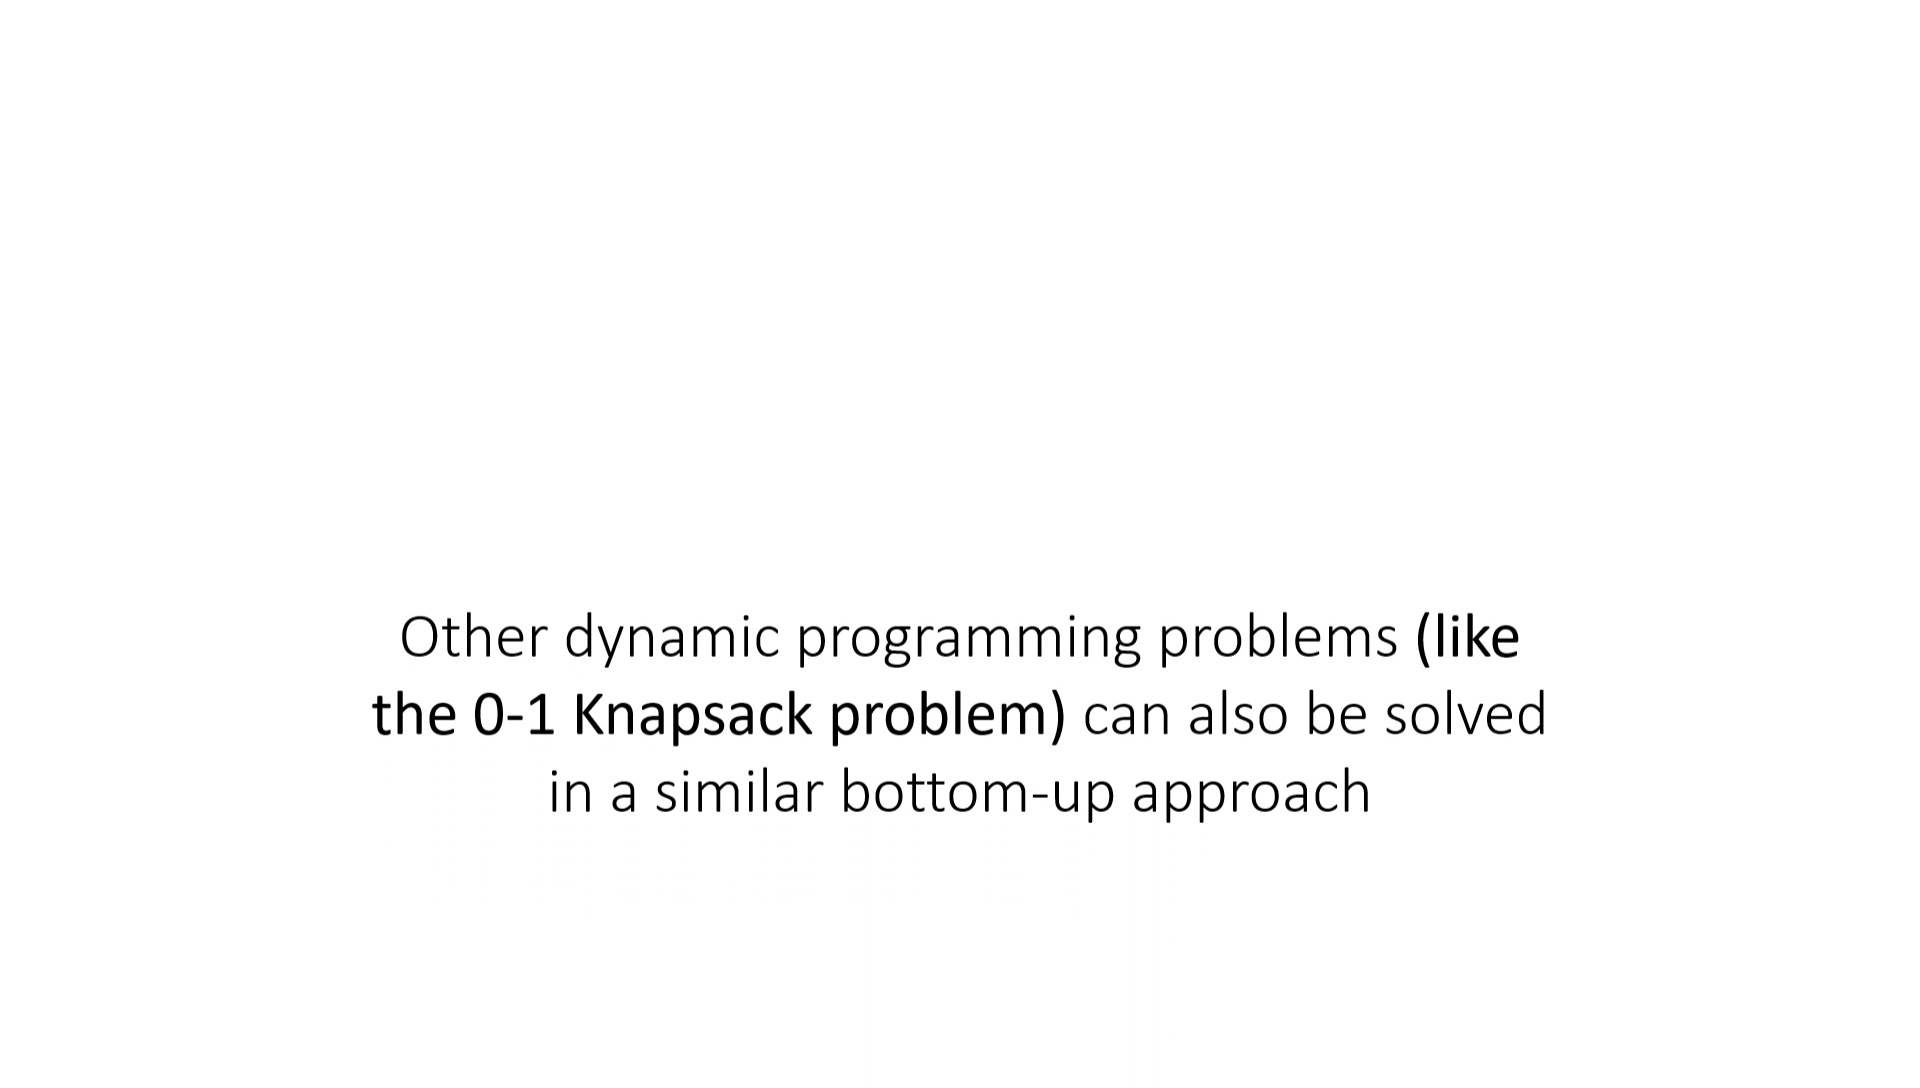 Other dynamic programming problems (like
the 0-1 Knapsack problem) can also be solved
in a similar bottom-up approach